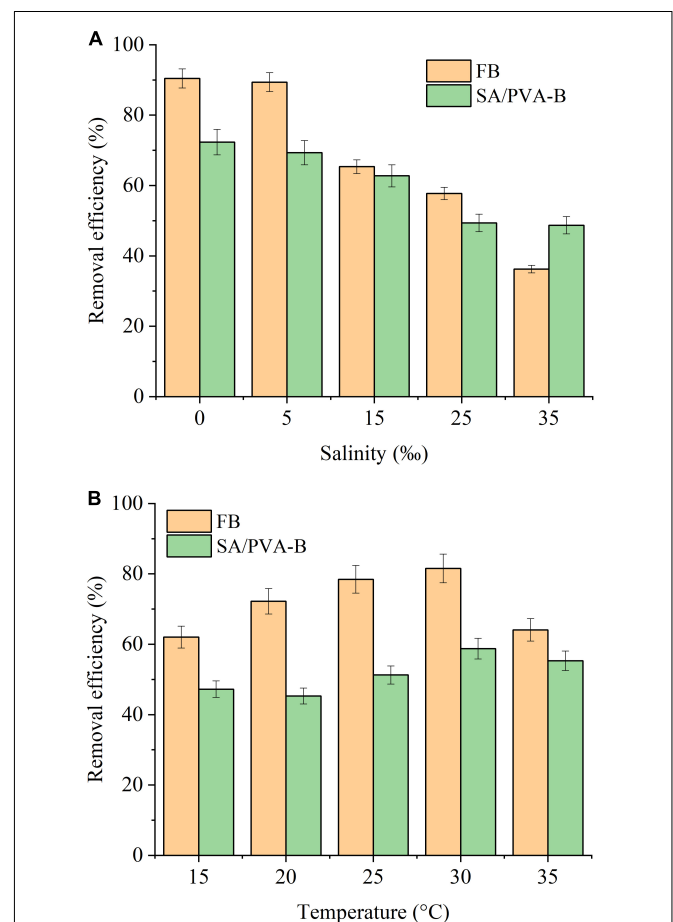 A
100
80
60
40
20
0
Removal efficiency (%)
FB
SA/PVA-B
0 5 15 25 35
Salinity (‰)
B
100
80
60
40
20
0
Removal efficiency (%)
FB
SA/PVA-B
15 20 25 30 35
Temperature (°C)